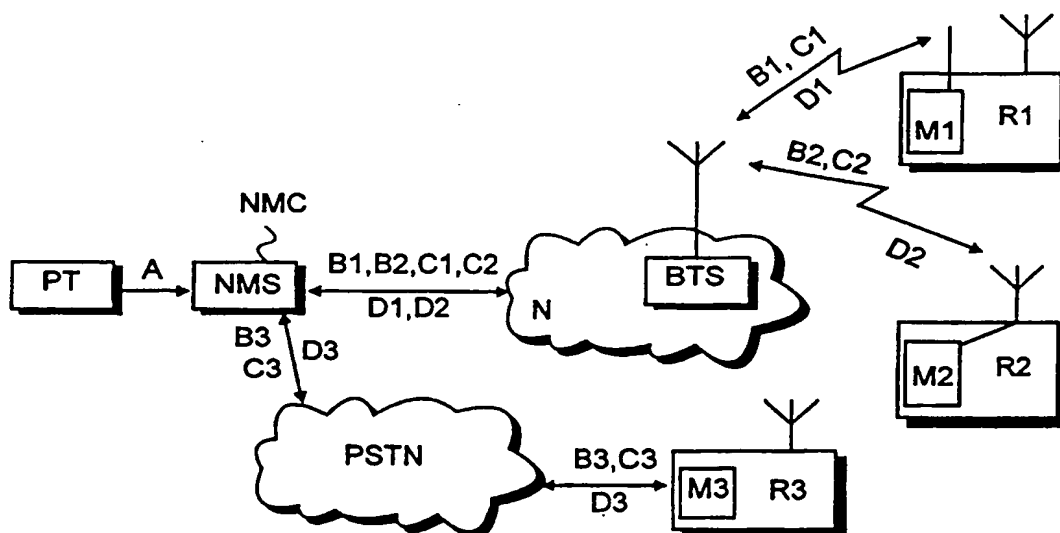 B1, C1
D1
M1
R1
B2,C2
D2
NMC
PT
A
NMS
B1,B2,C1,C2
D1,D2
N
BTS
M2
R2
B3
C3
D3
PSTN
B3,C3
D3
M3
R3